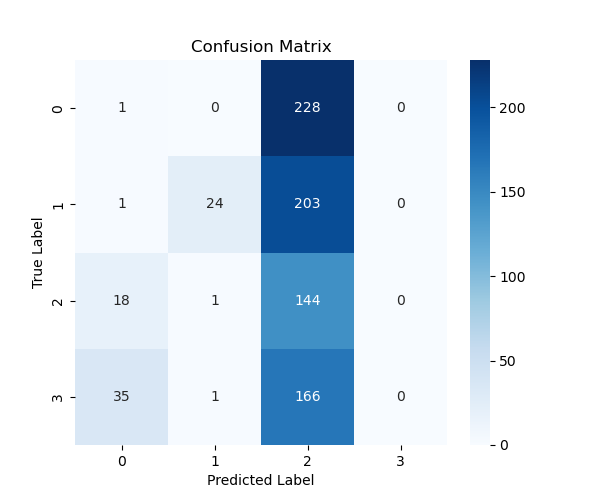 Confusion Matrix
0 1 0 228 0
1 1 24 203 0
2 18 1 144 0
3 35 1 166 0
0 1 2 3
Predicted Label
True Label
200
150
100
50
0